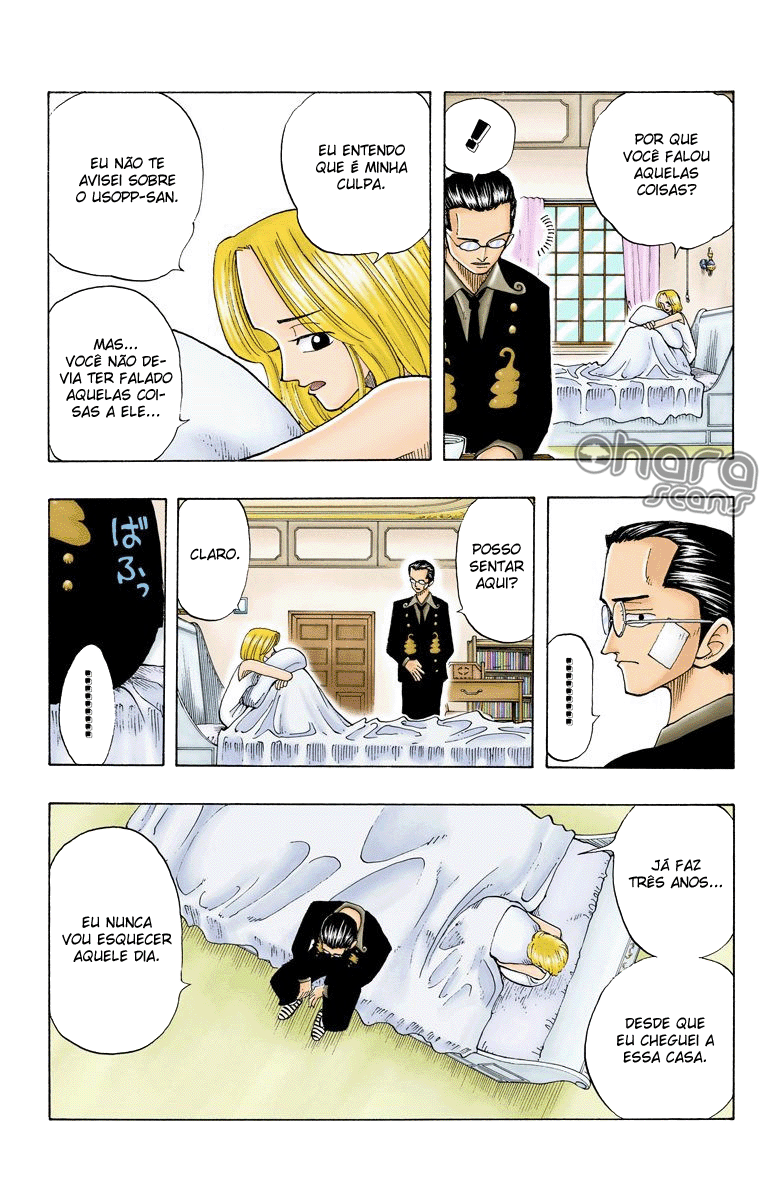 POR QUE
VOCÊ FALOU
AQUELAS
COISAS?
!
EU ENTENDO
QUE É MINHA
CULPA.
EU NÃO TE
AVISEI SOBRE
O USOPP-SAN.
MAS...
VOCÊ NÃO DE-
VIA TER FALADO
AQUELAS COI-
SAS A ELE...
ohara
scans
..........
POSSO
SENTAR
AQUI?
CLARO.
ばふっ
..........
JÁ FAZ
TRÊS ANOS...
DESDE QUE
EU CHEGUEI A
ESSA CASA.
EU NUNCA
VOU ESQUECER
AQUELE DIA.